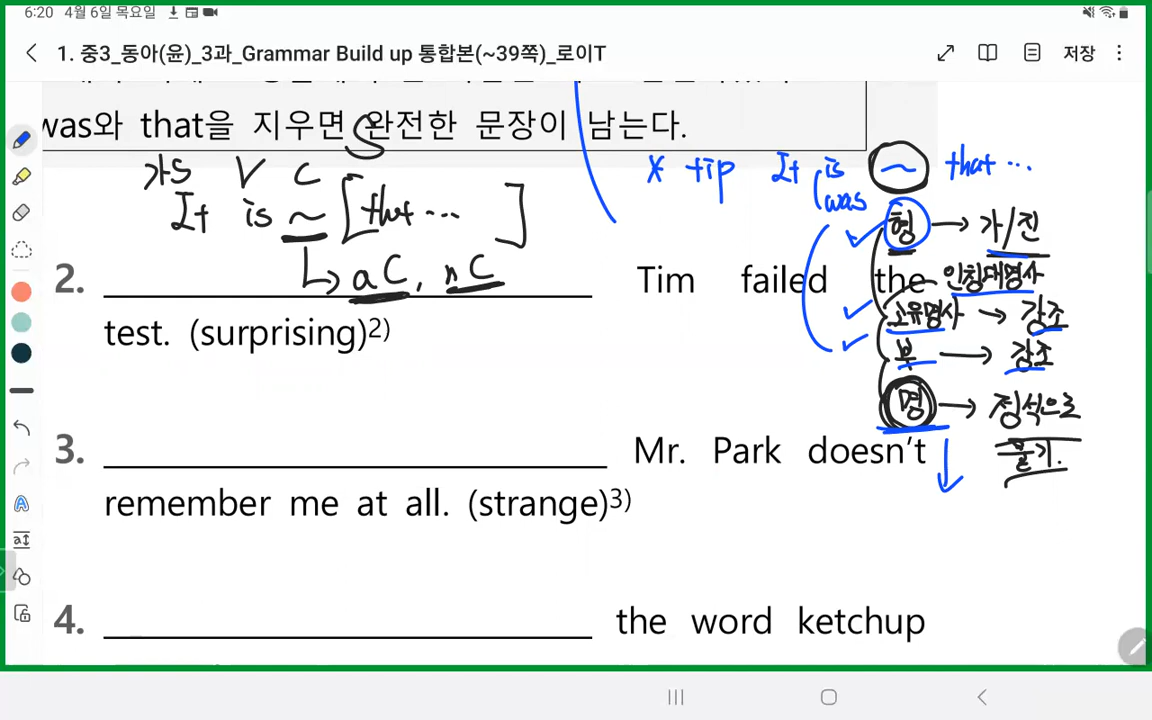 6:20 4월 6일 목요일
1. 중3_동아(윤)_3과_Grammar Build up 통합본(~39쪽)_로이T
저장
was와 that을 지우면 완전한 문장이 남는다.
S
가S V C
It is ~ [that ... ]
↳ aC, nC
* tip It is ~ that ...
was
형 → 가/진
인칭대명사
소유명사 → 강조
부 → 강조
명 → 정석으로
풀기.
2. ____________ Tim failed the
test. (surprising)2)
3. ____________ Mr. Park doesn't
remember me at all. (strange)3)
4. ____________ the word ketchup